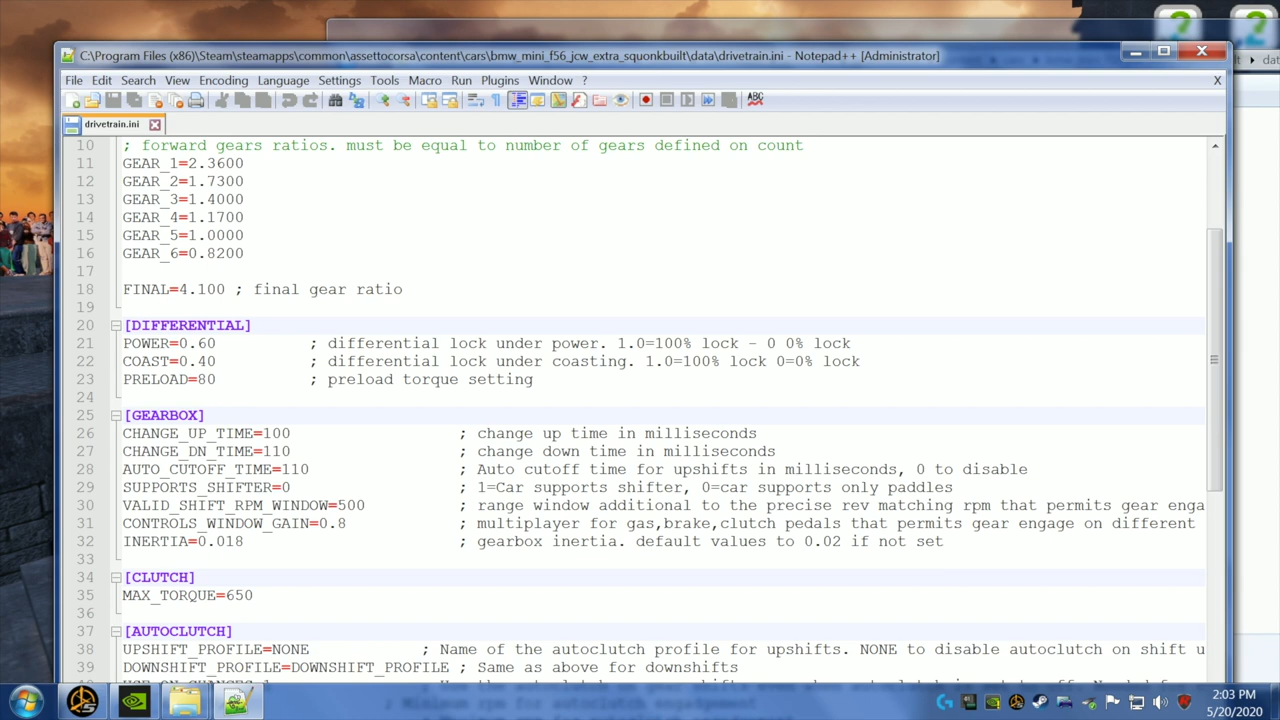 C:\Program Files (x86)\Steam\steamapps\common\assettocorsa\content\cars\bmw_mini_f56_jcw_extra_squonkbuilt\data\drivetrain.ini - Notepad++ [Administrator]
File Edit Search View Encoding Language Settings Tools Macro Run Plugins Window ? X
ABC
drivetrain.ini
10 ; forward gears ratios. must be equal to number of gears defined on count
11 GEAR_1=2.3600
12 GEAR_2=1.7300
13 GEAR_3=1.4000
14 GEAR_4=1.1700
15 GEAR_5=1.0000
16 GEAR_6=0.8200
17
18 FINAL=4.100 ; final gear ratio
19
20 [DIFFERENTIAL]
21 POWER=0.60 ; differential lock under power. 1.0=100% lock - 0 0% lock
22 COAST=0.40 ; differential lock under coasting. 1.0=100% lock 0=0% lock
23 PRELOAD=80 ; preload torque setting
24
25 [GEARBOX]
26 CHANGE_UP_TIME=100 ; change up time in milliseconds
27 CHANGE_DN_TIME=110 ; change down time in milliseconds
28 AUTO_CUTOFF_TIME=110 ; Auto cutoff time for upshifts in milliseconds, 0 to disable
29 SUPPORTS_SHIFTER=0 ; 1=Car supports shifter, 0=car supports only paddles
30 VALID_SHIFT_RPM_WINDOW=500 ; range window additional to the precise rev matching rpm that permits gear enga
31 CONTROLS_WINDOW_GAIN=0.8 ; multiplayer for gas,brake,clutch pedals that permits gear engage on different
32 INERTIA=0.018 ; gearbox inertia. default values to 0.02 if not set
33
34 [CLUTCH]
35 MAX_TORQUE=650
36
37 [AUTOCLUTCH]
38 UPSHIFT_PROFILE=NONE ; Name of the autoclutch profile for upshifts. NONE to disable autoclutch on shift u
39 DOWNSHIFT_PROFILE=DOWNSHIFT_PROFILE ; Same as above for downshifts
2:03 PM
5/20/2020